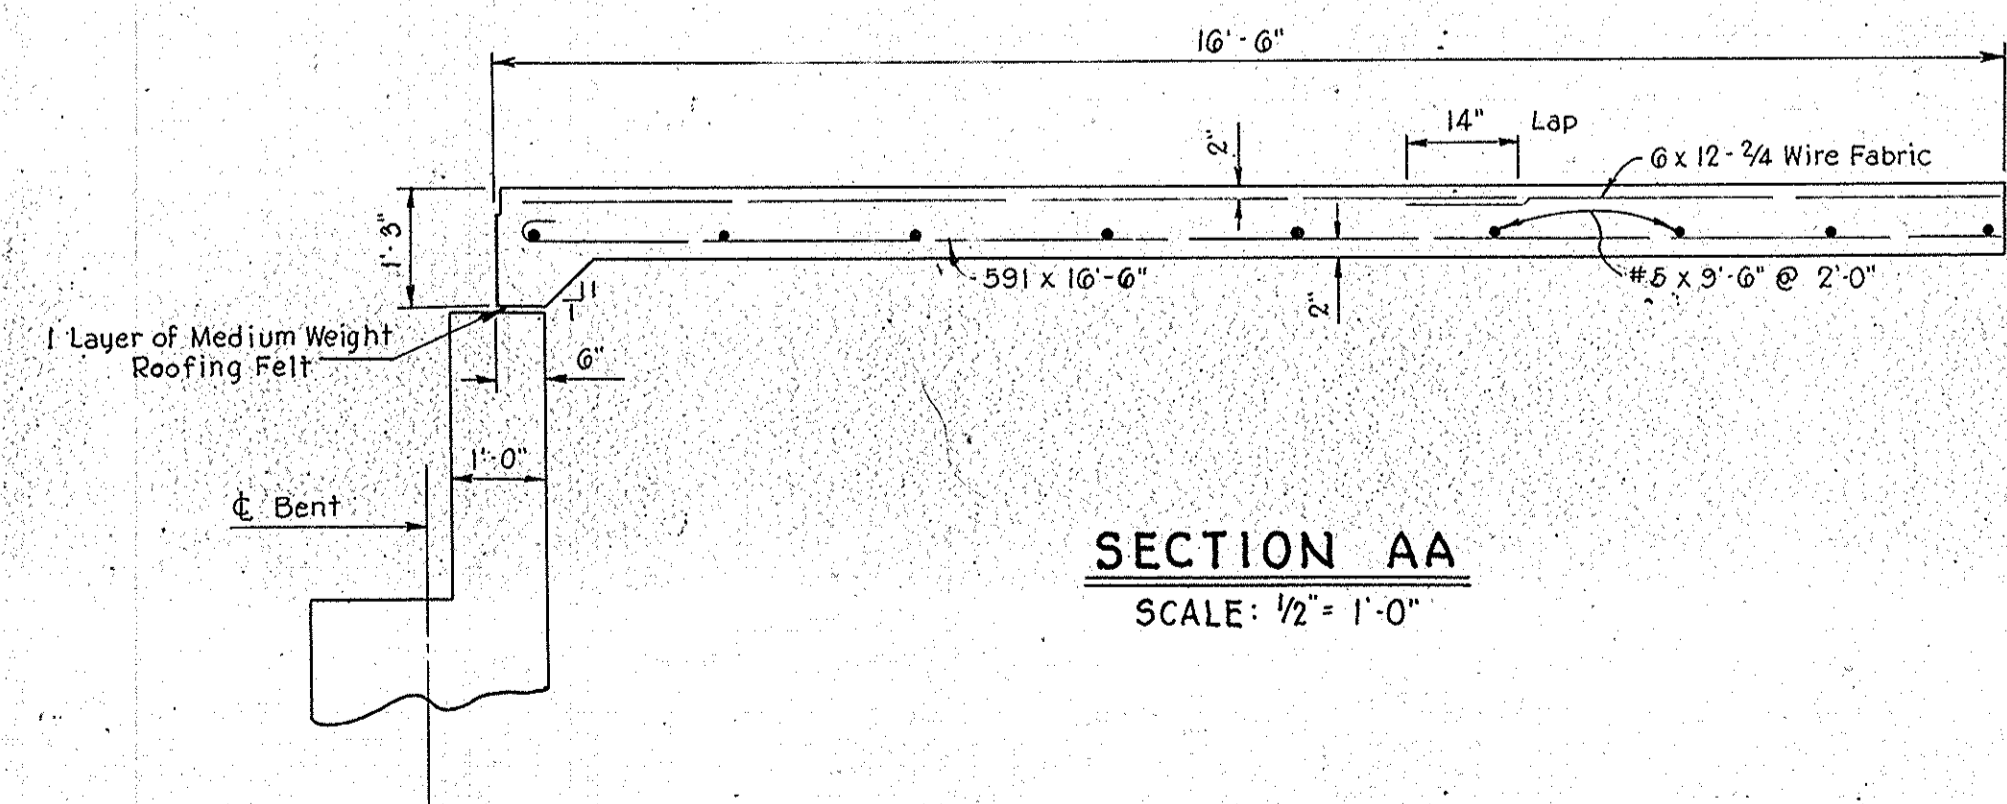 16'-6"
2"
14" Lap
6 x 12 - 2/4 Wire Fabric
1'-3"
591 x 16'-6"
#5 x 9'-6" @ 2'-0"
1
1
2"
1 Layer of Medium Weight
Roofing Felt
6"
1'-0"
℄ Bent
SECTION AA
SCALE: 1/2" = 1'-0"